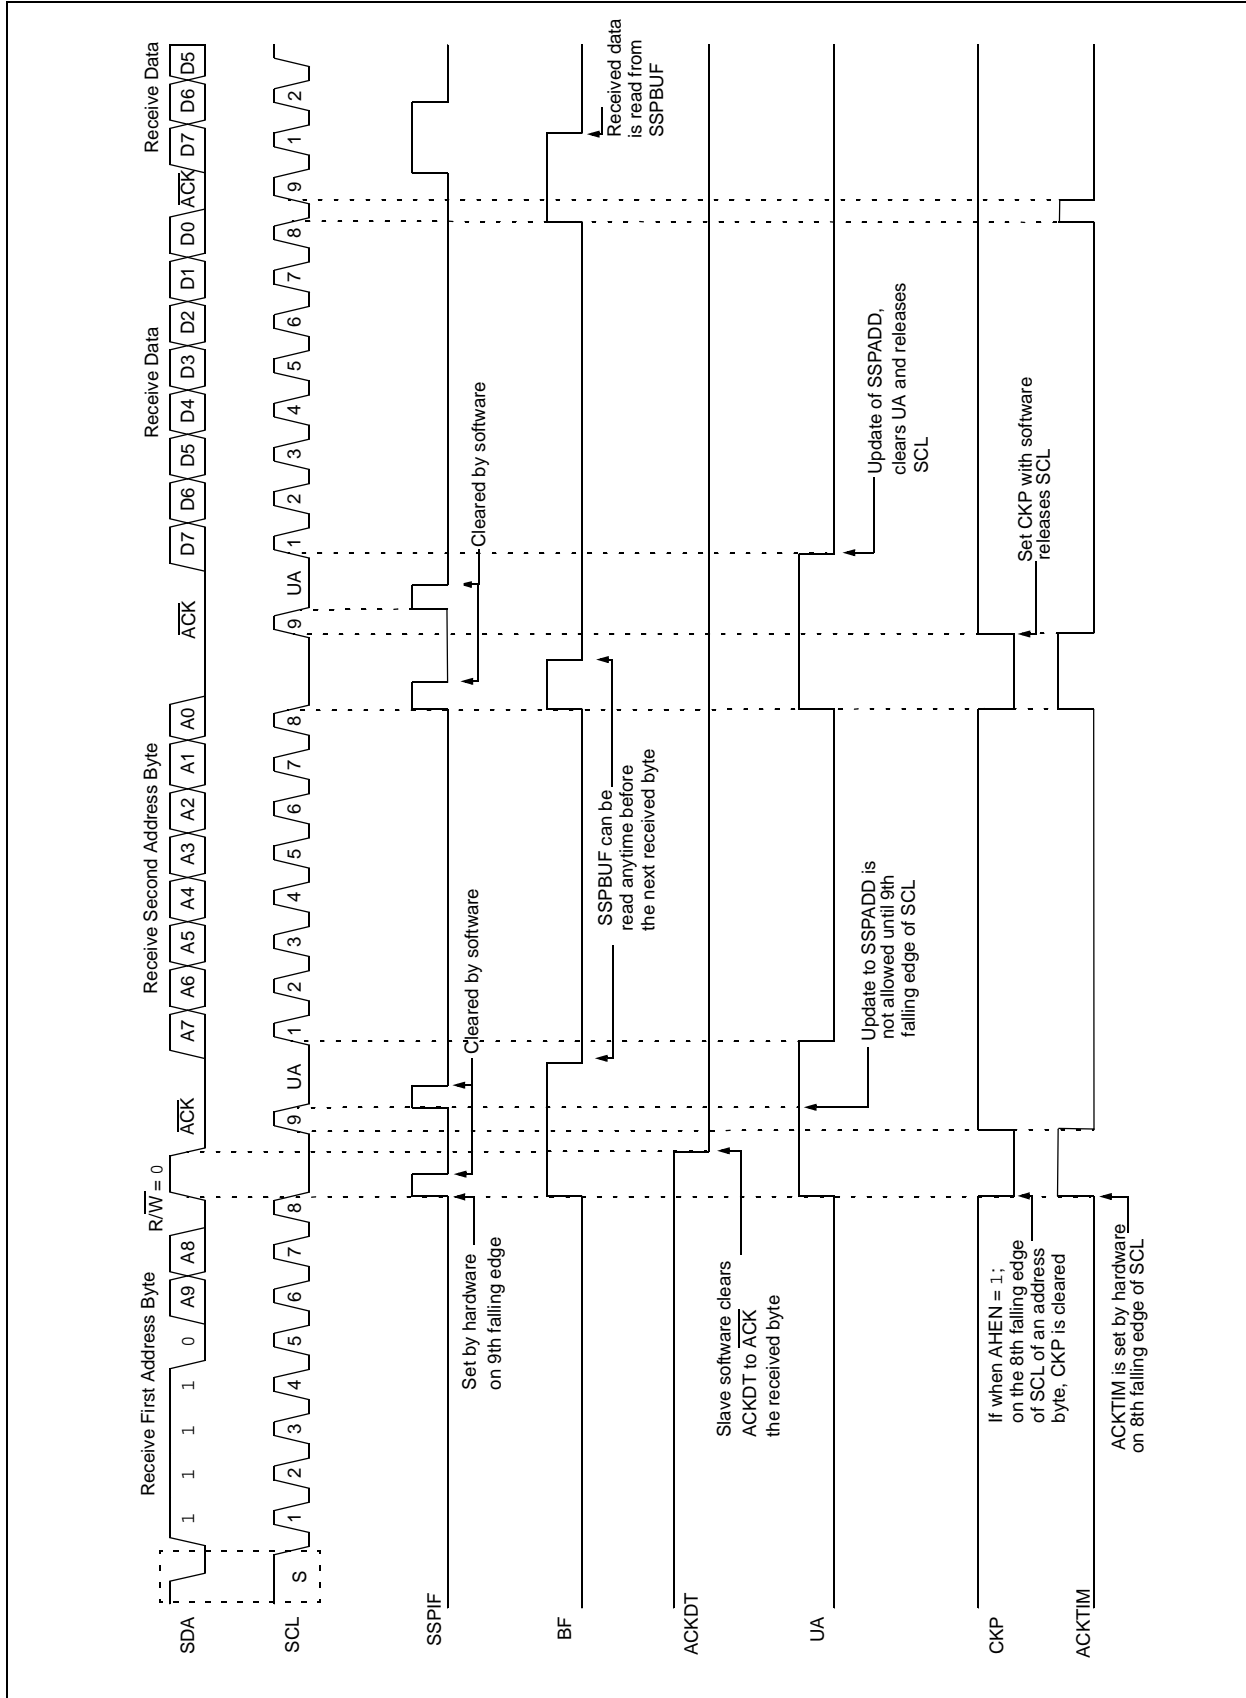 Receive First Address Byte
R/W = 0
Receive Second Address Byte
Receive Data
Receive Data
SDA
1
1
1
1
0
A9
A8
ACK
A7
A6
A5
A4
A3
A2
A1
A0
ACK
D7
D6
D5
D4
D3
D2
D1
D0
ACK
D7
D6
D5
SCL
S
1
2
3
4
5
6
7
8
9
UA
1
2
3
4
5
6
7
8
9
UA
1
2
3
4
5
6
7
8
9
1
2
SSPIF
Set by hardware
on 9th falling edge
Cleared by software
Cleared by software
BF
SSPBUF can be
read anytime before
the next received byte
Received data
is read from
SSPBUF
ACKDT
Slave software clears
ACKDT to ACK
the received byte
UA
Update to SSPADD is
not allowed until 9th
falling edge of SCL
Update of SSPADD,
clears UA and releases
SCL
CKP
If when AHEN = 1;
on the 8th falling edge
of SCL of an address
byte, CKP is cleared
Set CKP with software
releases SCL
ACKTIM
ACKTIM is set by hardware
on 8th falling edge of SCL